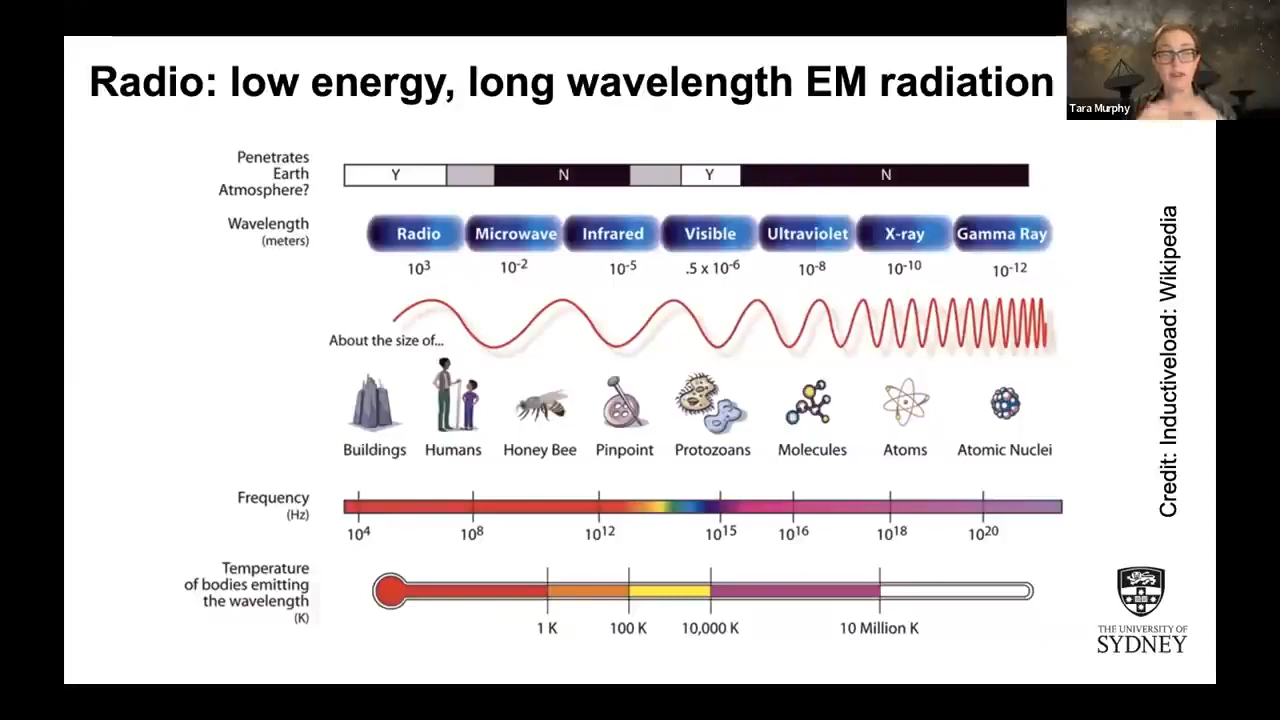 Radio: low energy, long wavelength EM radiation
Tara Murphy
Penetrates
Earth
Atmosphere?
Y N Y N
Wavelength
(meters)
Radio Microwave Infrared Visible Ultraviolet X-ray Gamma Ray
10³ 10⁻² 10⁻⁵ .5 x 10⁻⁶ 10⁻⁸ 10⁻¹⁰ 10⁻¹²
About the size of...
Buildings Humans Honey Bee Pinpoint Protozoans Molecules Atoms Atomic Nuclei
Frequency
(Hz)
10⁴ 10⁸ 10¹² 10¹⁵ 10¹⁶ 10¹⁸ 10²⁰
Temperature
of bodies emitting
the wavelength
(K)
1 K 100 K 10,000 K 10 Million K
Credit: Inductiveload: Wikipedia
THE UNIVERSITY OF
SYDNEY